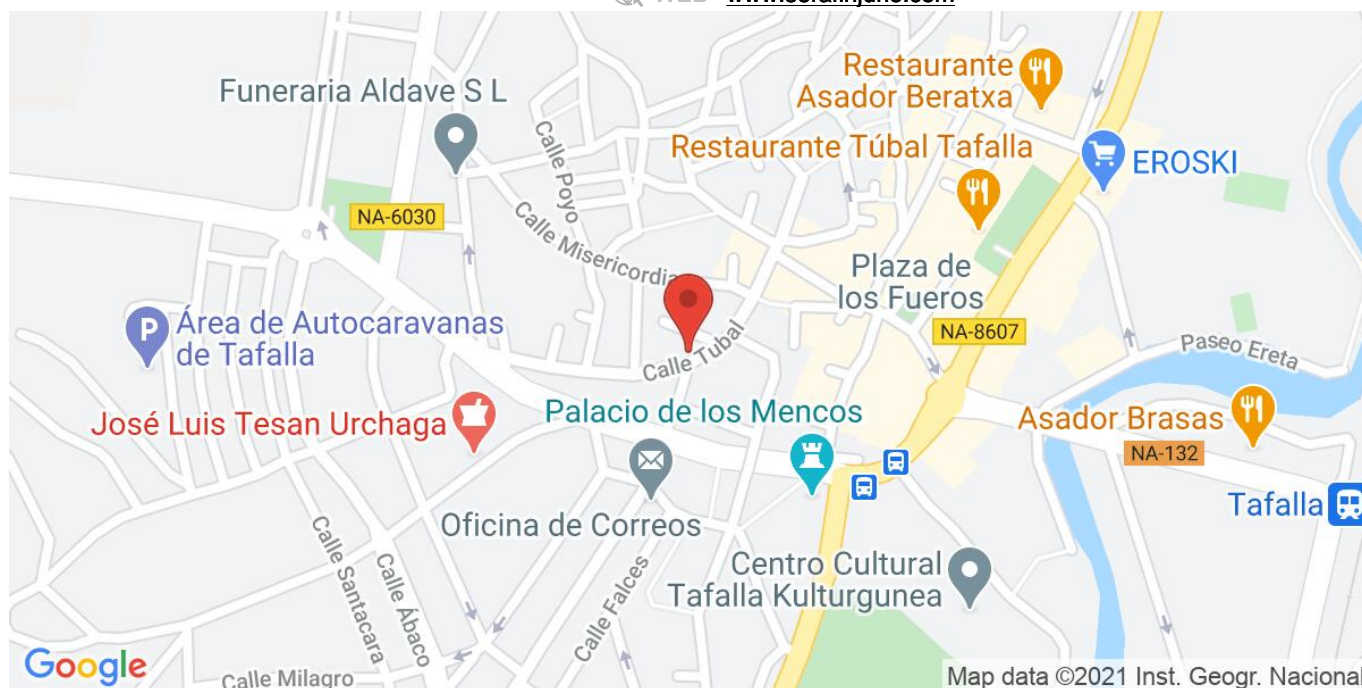 WEB
Restaurante
Asador Beratxa
Funeraria Aldave S L
Calle Poyo
Restaurante Túbal Tafalla
EROSKI
NA-6030
Calle Misericordia
Plaza de
los Fueros
Área de Autocaravanas
de Tafalla
NA-8607
Paseo Ereta
Calle Tubal
José Luis Tesan Urchaga
Palacio de los Mencos
Asador Brasas
NA-132
Tafalla
Oficina de Correos
Centro Cultural
Tafalla Kulturgunea
Calle Santacara
Calle Ábaco
Calle Falces
Google
Calle Milagro
Map data ©2021 Inst. Geogr. Nacional